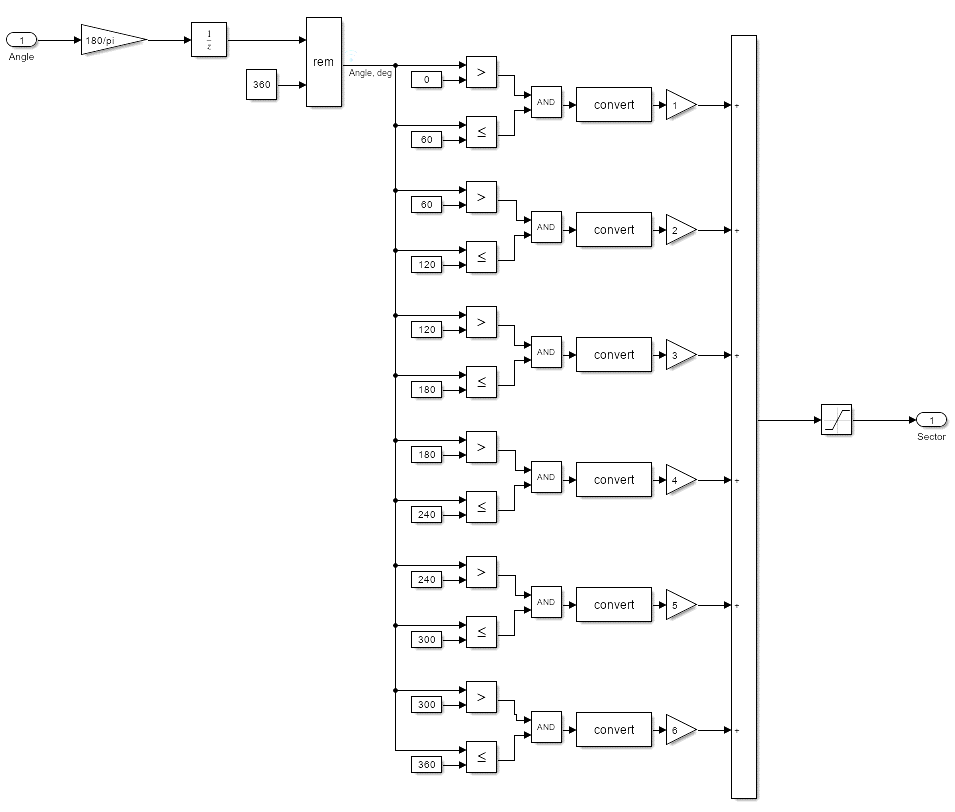 1
Angle
180/pi
1
z
360
rem
Angle, deg
0
>
60
≤
AND
convert
1
+
60
>
120
≤
AND
convert
2
+
120
>
180
≤
AND
convert
3
+
180
>
240
≤
AND
convert
4
+
240
>
300
≤
AND
convert
5
+
300
>
360
≤
AND
convert
6
+
1
Sector